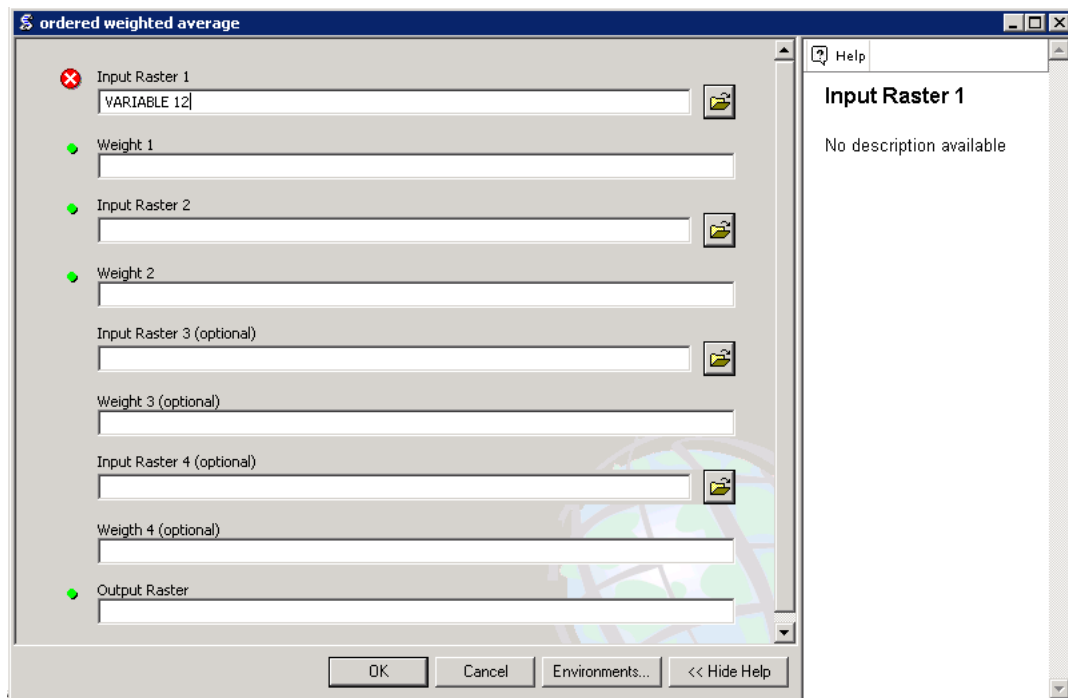 ordered weighted average
Input Raster 1
VARIABLE 12
Weight 1
Input Raster 2
Weight 2
Input Raster 3 (optional)
Weight 3 (optional)
Input Raster 4 (optional)
Weigth 4 (optional)
Output Raster
OK
Cancel
Environments...
<< Hide Help
Help
Input Raster 1
No description available